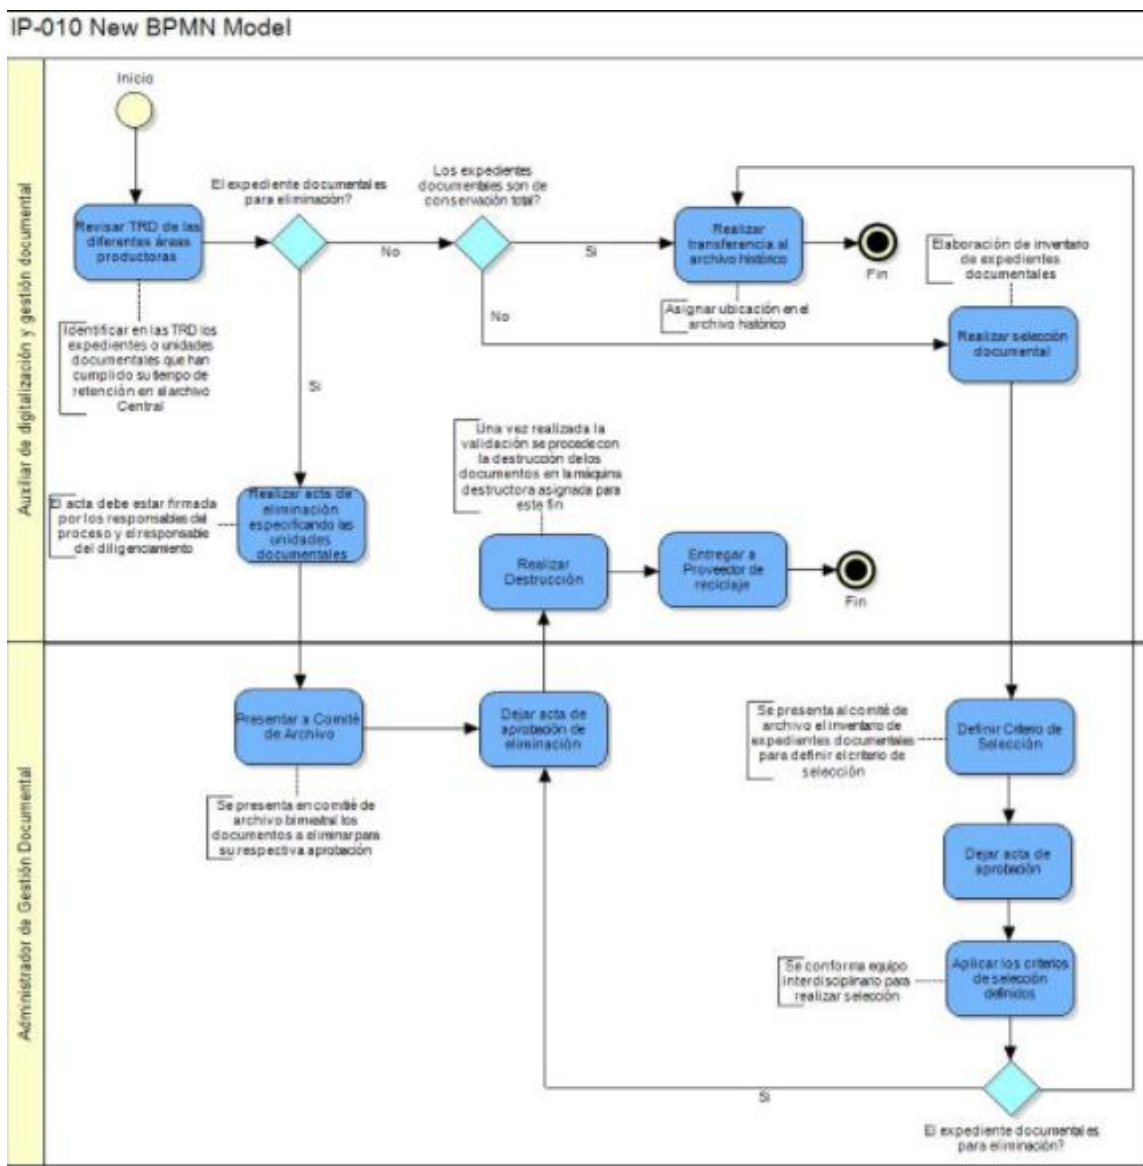 IP-010 New BPMN Model
Auxiliar de digitalización y gestión documental
Inicio
Revisar TRD de las
diferentes áreas
productoras
Identificar en las TRD los
expedientes o unidades
documentales que han
cumplido su tiempo de
retención en el archivo
Central
El expediente documentales
para eliminación?
No
Si
Los expedientes
documentales son de
conservación total?
Si
No
Realizar
transferencia al
archivo histórico
Asignar ubicación en el
archivo histórico
Fin
Elaboración de inventario
de expedientes
documentales
Realizar selección
documental
Realizar acta de
eliminación
especificando las
unidades
documentales
El acta debe estar firmada
por los responsables del
proceso y el responsable
del diligenciamiento
Una vez realizada la
validación se procede con
la destrucción de los
documentos en la máquina
destructora asignada para
este fin
Realizar
Destrucción
Entregar a
Proveedor de
reciclaje
Fin
Administrador de Gestión Documental
Presentar a Comité
de Archivo
Se presenta en comité de
archivo bimestral los
documentos a eliminar para
su respectiva aprobación
Dejar acta de
aprobación de
eliminación
Se presenta al comité de
archivo el inventario de
expedientes documentales
para definir el criterio de
selección
Definir Criterio de
Selección
Dejar acta de
aprobación
Se conforma equipo
interdisciplinario para
realizar selección
Aplicar los criterios
de selección
definidos
Si
El expediente documentales
para eliminación?